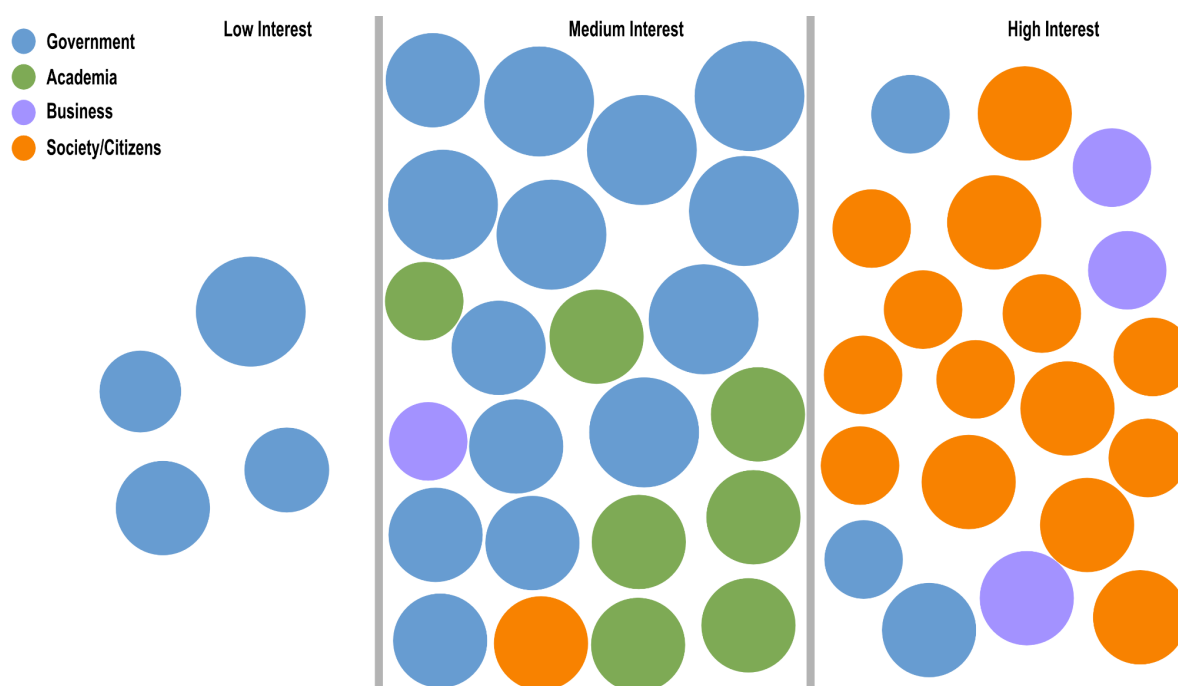 Low Interest
Medium Interest
High Interest
Government
Academia
Business
Society/Citizens